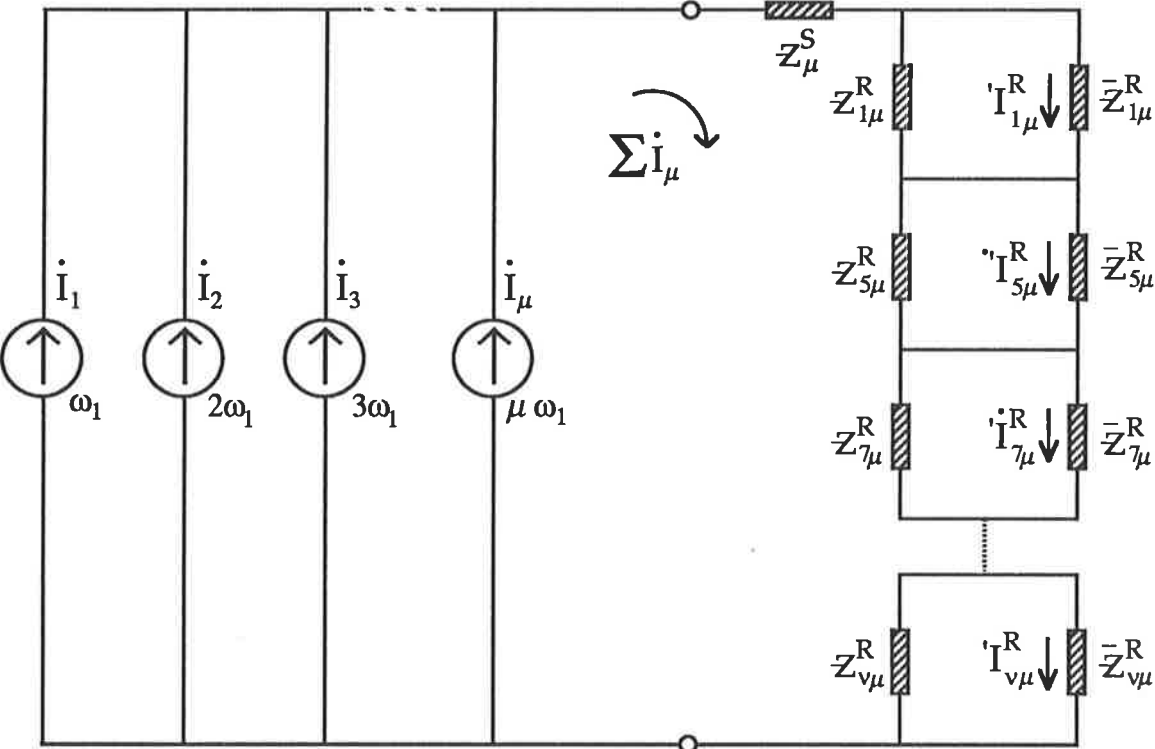 Z^S_μ
Z^R_1μ 'I^R_1μ Z̄^R_1μ
∑İ_μ
Z^R_5μ 'I^R_5μ Z̄^R_5μ
İ_1 İ_2 İ_3 İ_μ
ω_1 2ω_1 3ω_1 μ ω_1
Z^R_7μ 'İ^R_7μ Z̄^R_7μ
Z^R_νμ 'I^R_νμ Z̄^R_νμ